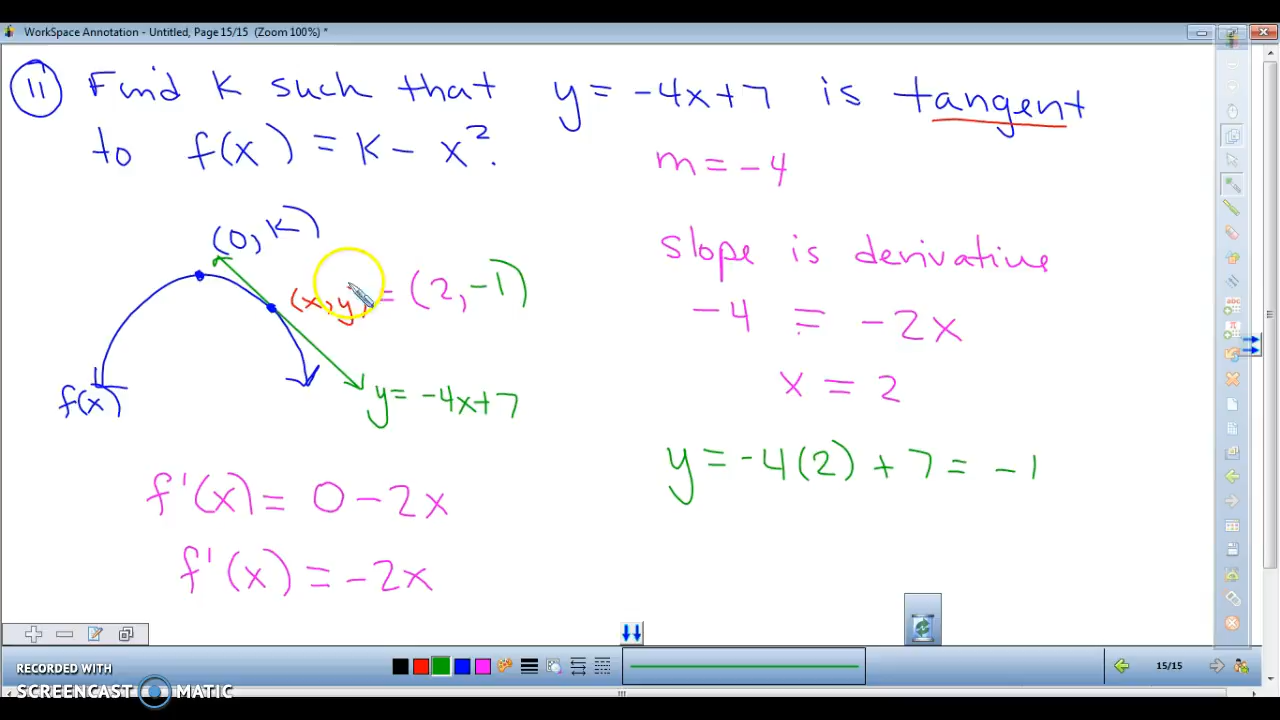 WorkSpace Annotation - Untitled, Page 15/15 (Zoom 100%) *
11 Find K such that y = -4x+7 is tangent
to f(x) = K - x².
m = -4
(0, K)
slope is derivative
(x, y) = (2, -1)
-4 = -2x
x = 2
f(x)
y = -4x+7
y = -4(2) + 7 = -1
f'(x) = 0 - 2x
f'(x) = -2x
RECORDED WITH
SCREENCAST MATIC
15/15
abc
π